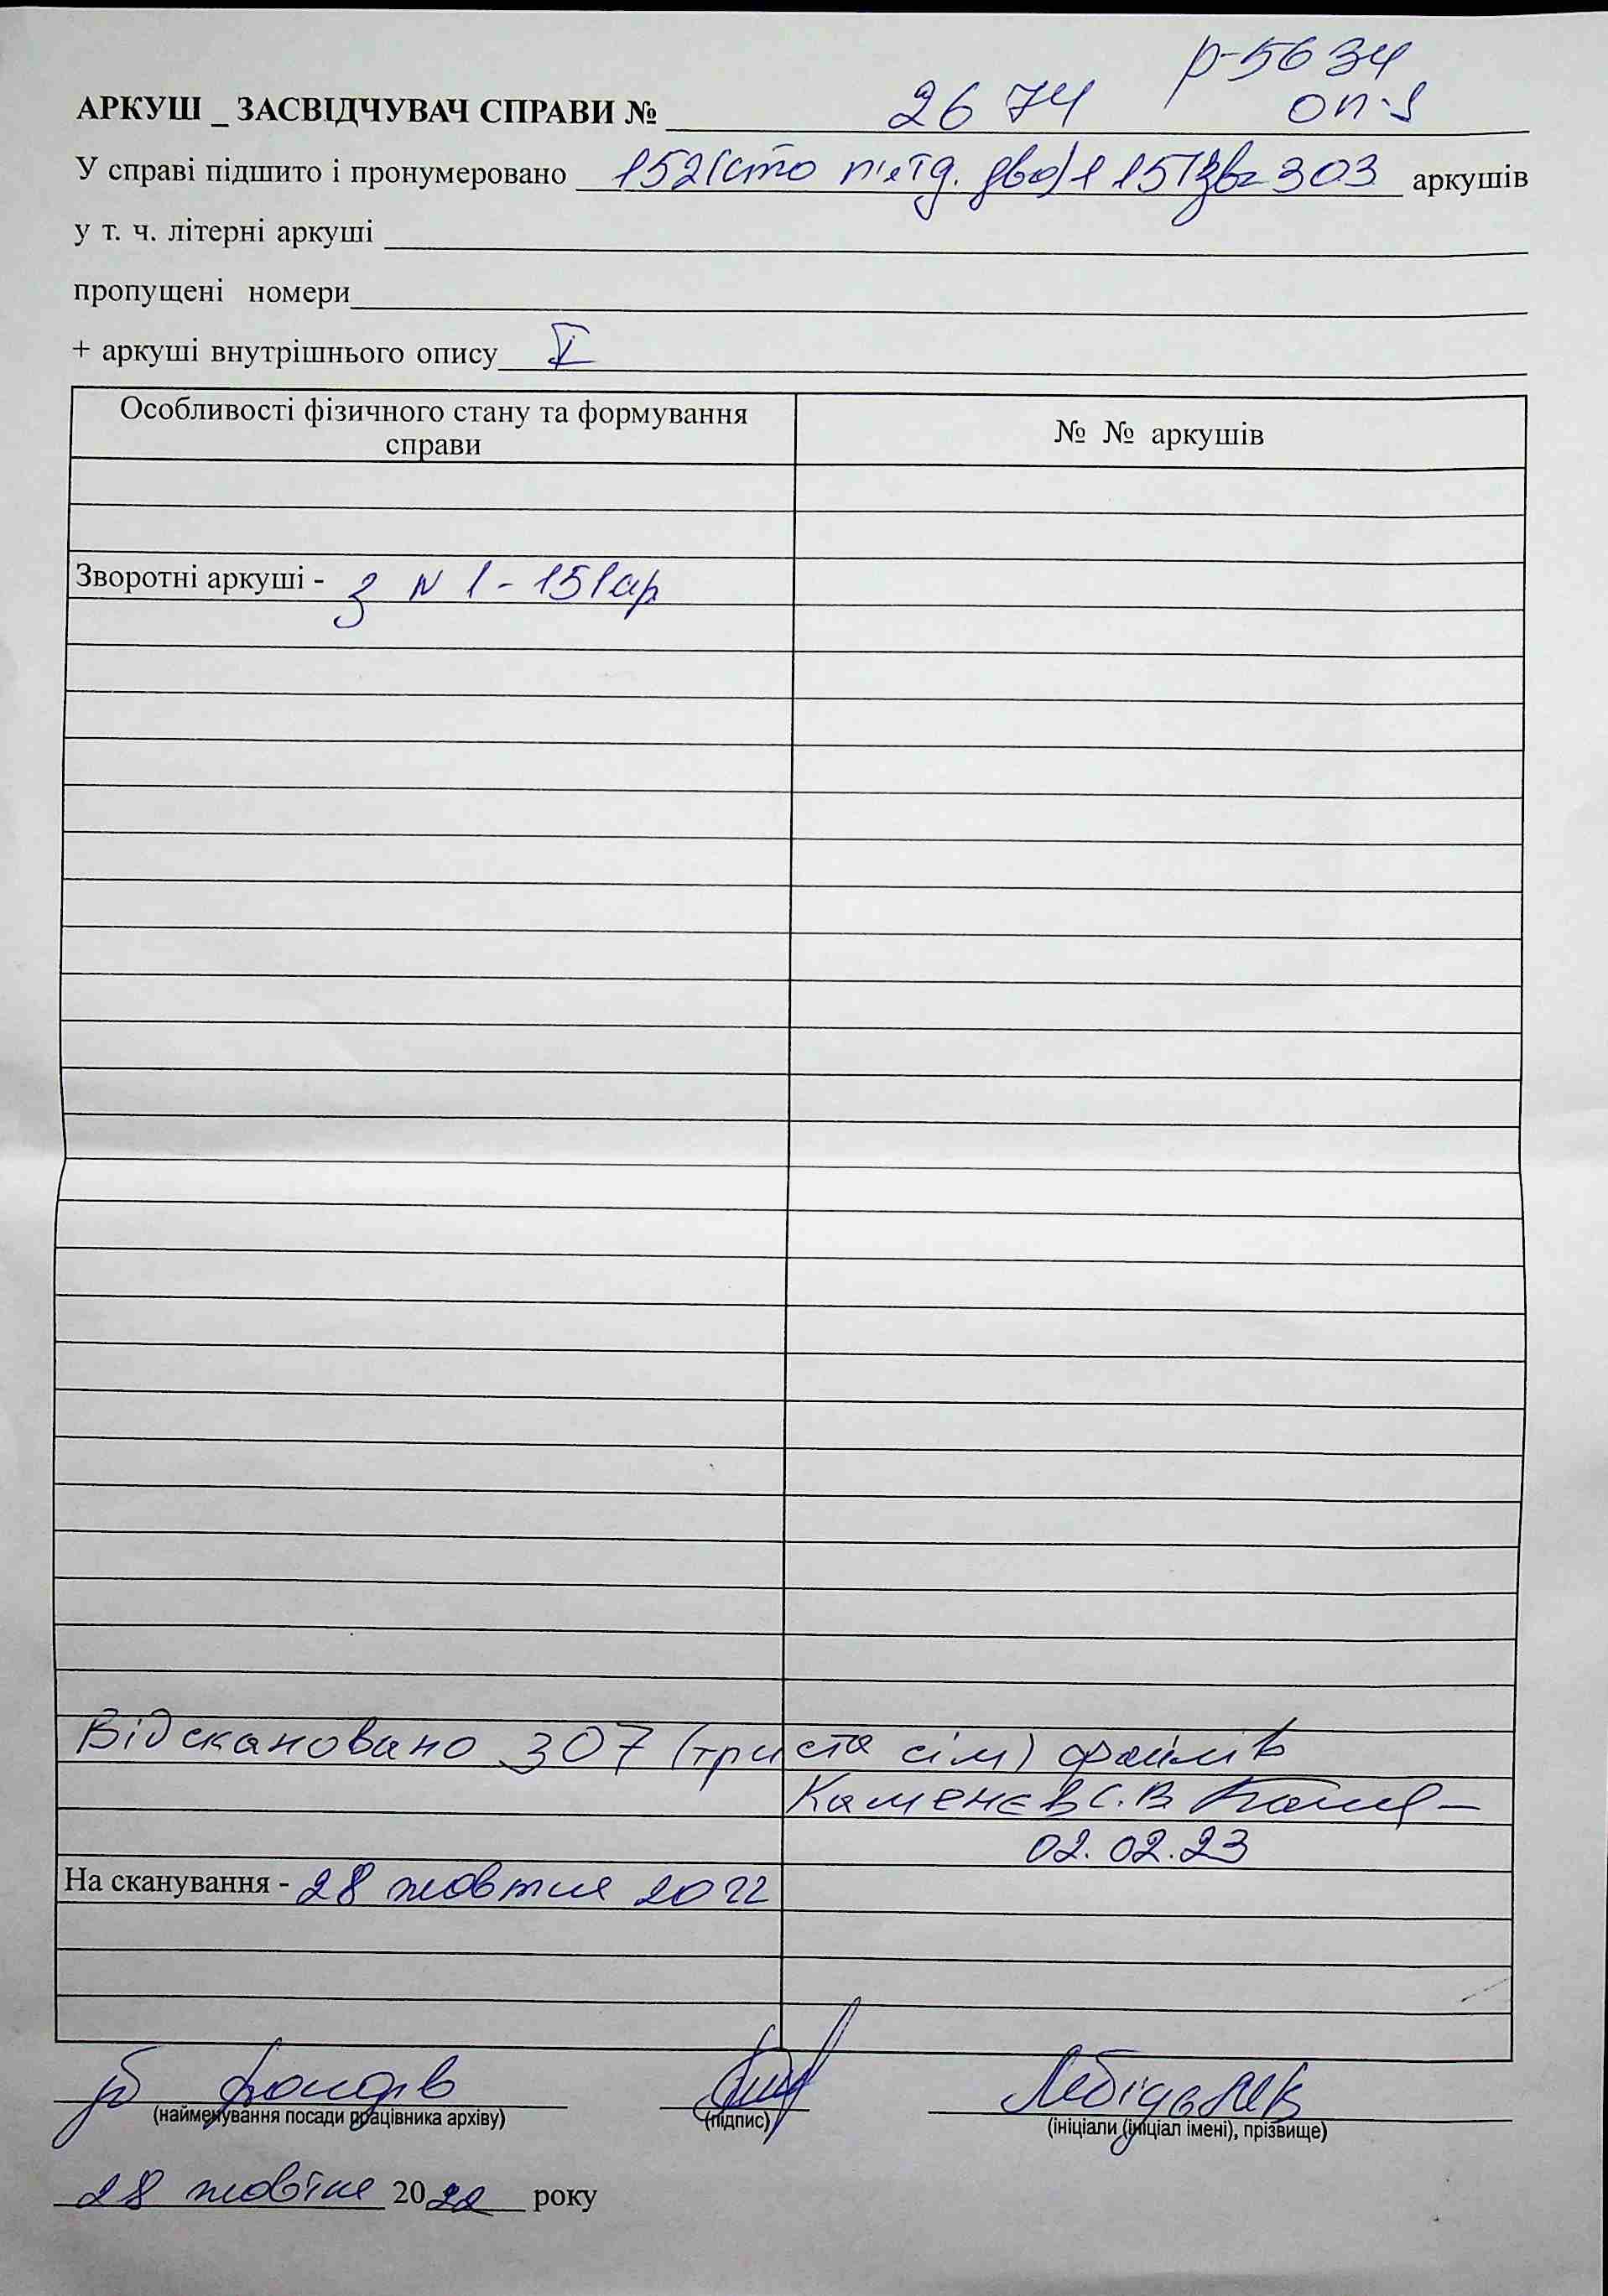 р-5634
АРКУШ _ ЗАСВІДЧУВАЧ СПРАВИ № 2674 оп-1
У справі підшито і пронумеровано 152(сто п'ятд. два) 151зв= 303 аркушів
у т. ч. літерні аркуші
пропущені номери
+ аркуші внутрішнього опису I
Особливості фізичного стану та формування справи № № аркушів
Зворотні аркуші - з N 1 - 151ар
Відскановано 307 (триста сім) файлів
Каменєв С.В.
02.02.23
На сканування - 28 жовтня 2022
фондів
(найменування посади працівника архіву) (підпис) (ініціали (ініціал імені), прізвище)
28 жовтня 2022 року